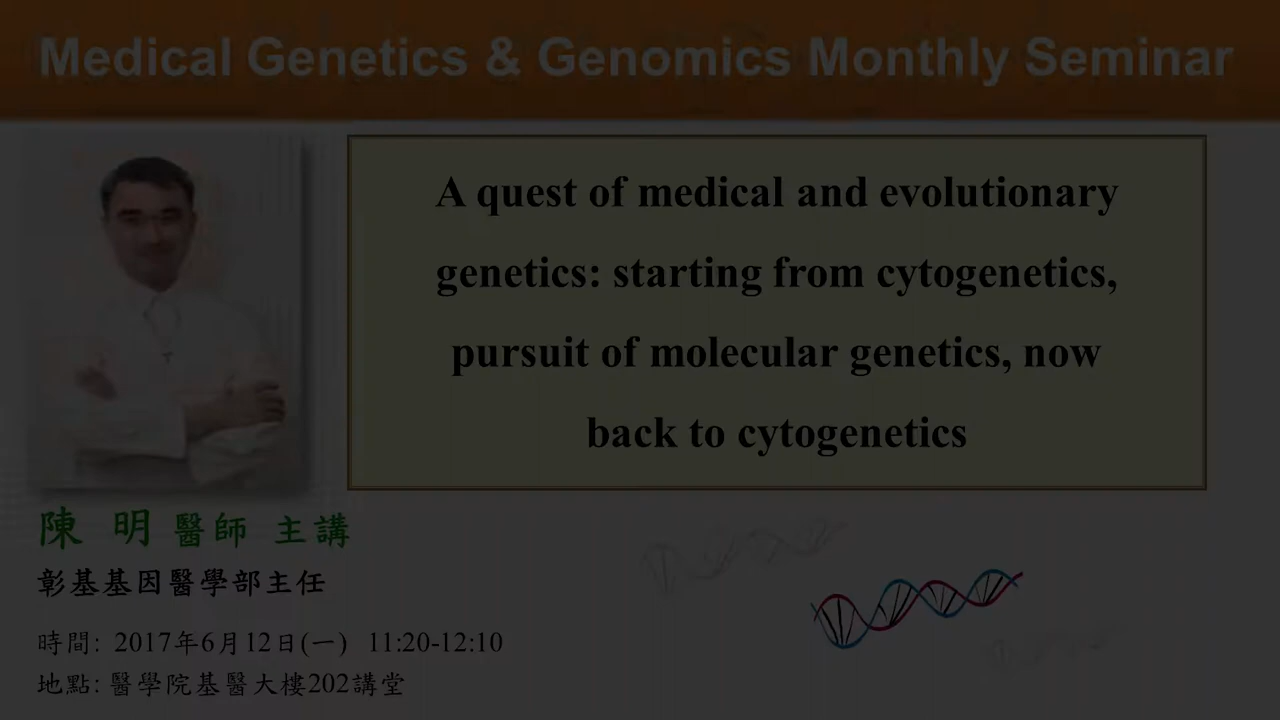 Medical Genetics & Genomics Monthly Seminar
A quest of medical and evolutionary
genetics: starting from cytogenetics,
pursuit of molecular genetics, now
back to cytogenetics
陳 明 醫師 主講
彰基基因醫學部主任
時間: 2017年6月12日(一) 11:20-12:10
地點: 醫學院基醫大樓202講堂